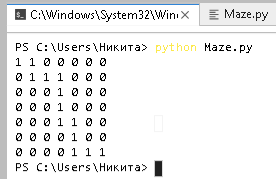 C:\Windows\System32\Wind Maze.py
PS C:\Users\Никита> python Maze.py
1 1 0 0 0 0 0
0 1 1 1 0 0 0
0 0 0 1 0 0 0
0 0 0 1 0 0 0
0 0 0 1 1 0 0
0 0 0 0 1 0 0
0 0 0 0 1 1 1
PS C:\Users\Никита>